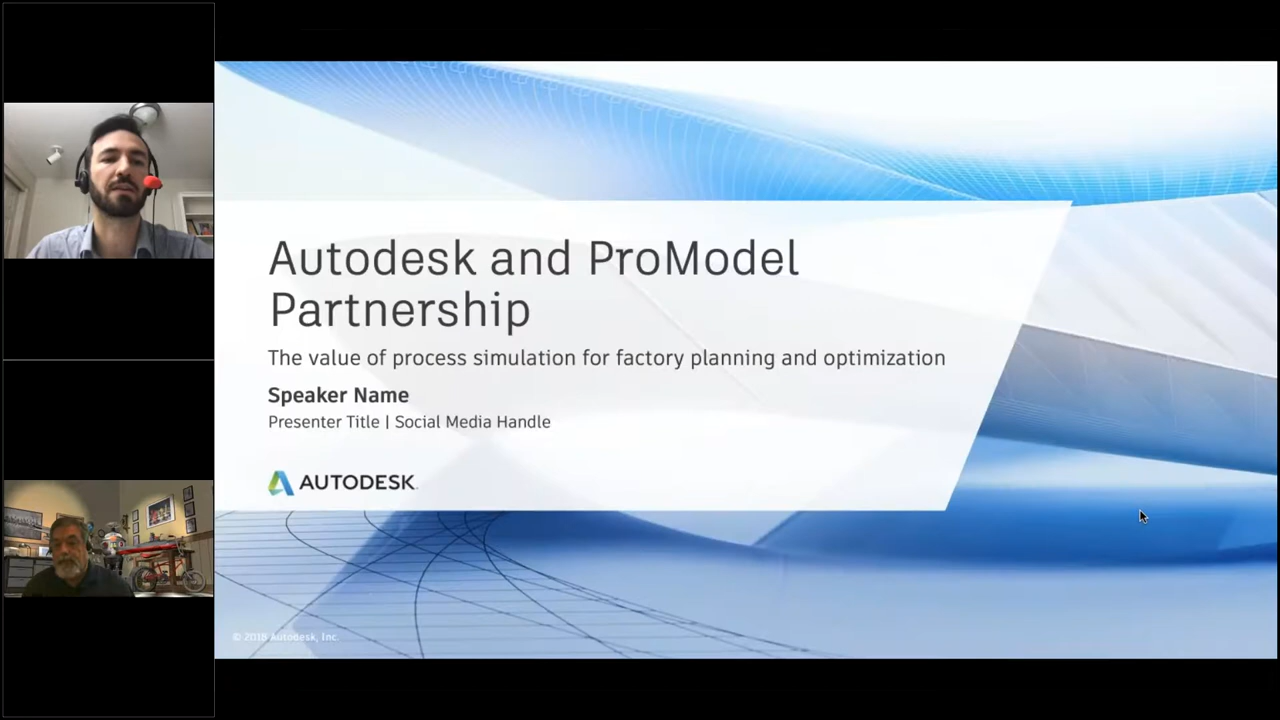 Autodesk and ProModel
Partnership
The value of process simulation for factory planning and optimization
Speaker Name
Presenter Title | Social Media Handle
AUTODESK
© 2018 Autodesk, Inc.